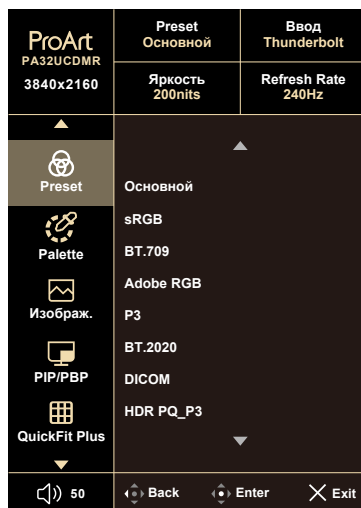 ProArt
PA32UCDMR
3840x2160
Preset
Основной
Ввод
Thunderbolt
Яркость
200nits
Refresh Rate
240Hz
Preset
Palette
Изображ.
PIP/PBP
QuickFit Plus
Основной
sRGB
BT.709
Adobe RGB
P3
BT.2020
DICOM
HDR PQ_P3
50
Back
Enter
Exit